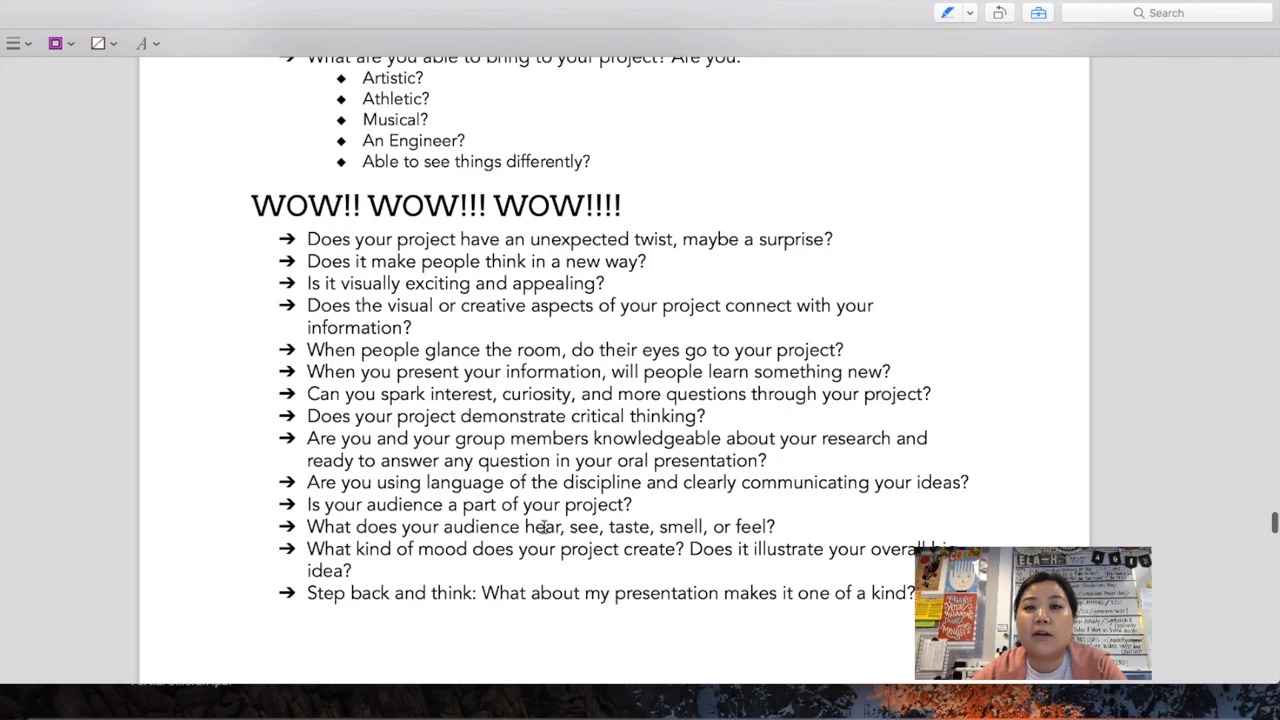 Search
A
What are you able to bring to your project? Are you:
Artistic?
Athletic?
Musical?
An Engineer?
Able to see things differently?
WOW!! WOW!!! WOW!!!!
Does your project have an unexpected twist, maybe a surprise?
Does it make people think in a new way?
Is it visually exciting and appealing?
Does the visual or creative aspects of your project connect with your
information?
When people glance the room, do their eyes go to your project?
When you present your information, will people learn something new?
Can you spark interest, curiosity, and more questions through your project?
Does your project demonstrate critical thinking?
Are you and your group members knowledgeable about your research and
ready to answer any question in your oral presentation?
Are you using language of the discipline and clearly communicating your ideas?
Is your audience a part of your project?
What does your audience hear, see, taste, smell, or feel?
What kind of mood does your project create? Does it illustrate your overall big
idea?
Step back and think: What about my presentation makes it one of a kind?
ELA-H
MINDSET